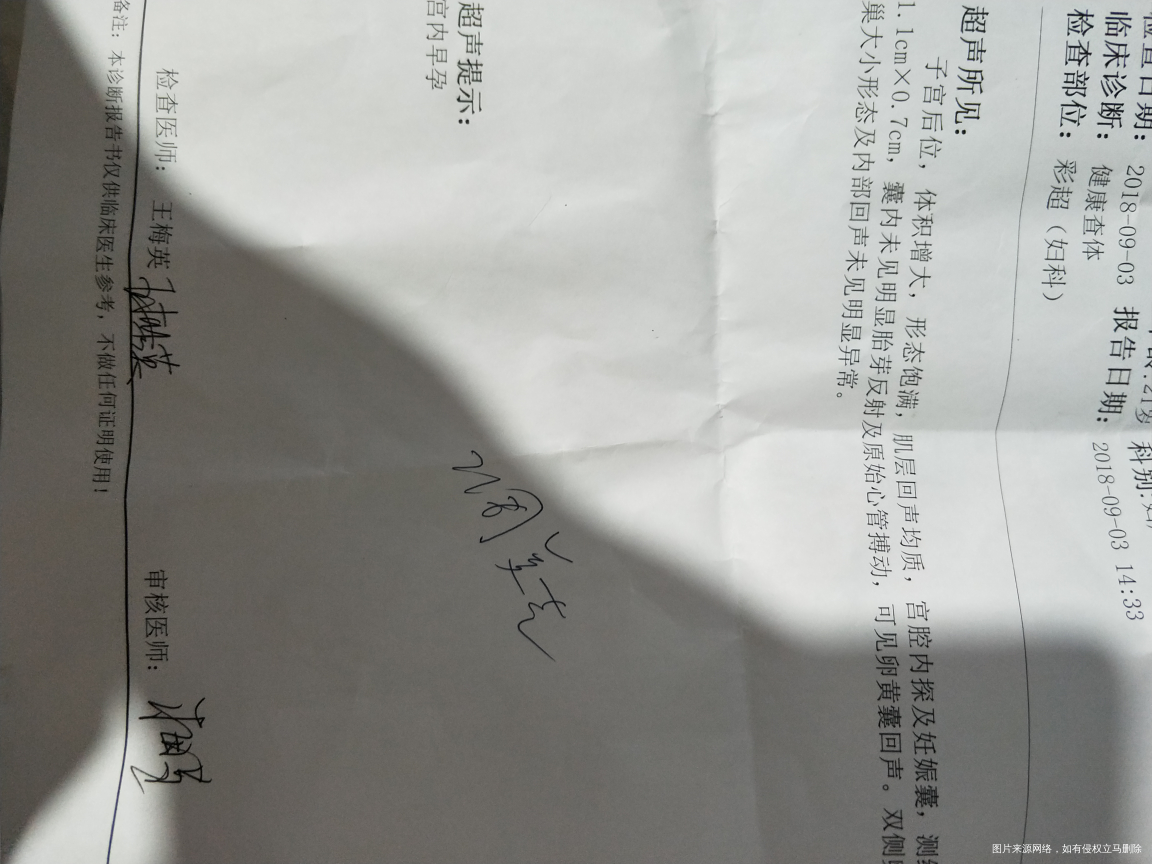 检查日期: 2018-09-03 报告日期: 2018-09-03 14:33
临床诊断: 健康查体
检查部位: 彩超（妇科）
超声所见:
子宫后位，体积增大，形态饱满，肌层回声均质，宫腔内探及妊娠囊，测
1.1cm×0.7cm，囊内未见明显胎芽反射及原始心管搏动，可见卵黄囊回声。双侧
巢大小形态及内部回声未见明显异常。
超声提示:
宫内早孕
检查医师: 王梅英 审核医师:
备注: 本诊断报告书仅供临床医生参考，不做任何证明使用!
图片来源网络，如有侵权立马删除